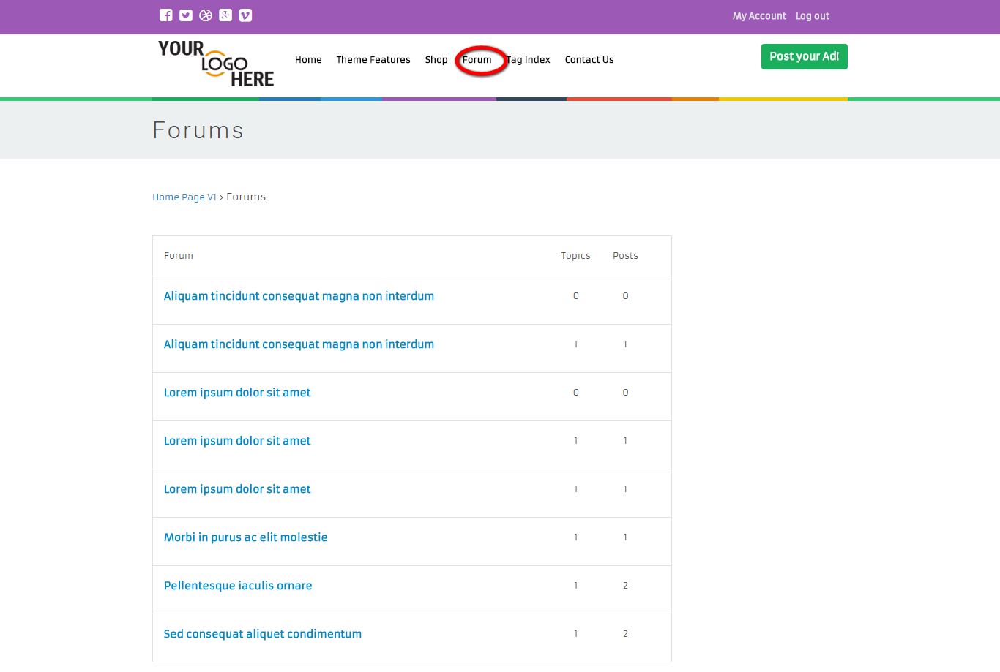 My Account Log out
YOUR
LOGO
HERE
Home Theme Features Shop Forum Tag Index Contact Us
Post your Ad!
Forums
Home Page V1 › Forums
Forum Topics Posts
Aliquam tincidunt consequat magna non interdum 0 0
Aliquam tincidunt consequat magna non interdum 1 1
Lorem ipsum dolor sit amet 0 0
Lorem ipsum dolor sit amet 1 1
Lorem ipsum dolor sit amet 1 1
Morbi in purus ac elit molestie 1 1
Pellentesque iaculis ornare 1 2
Sed consequat aliquet condimentum 1 2